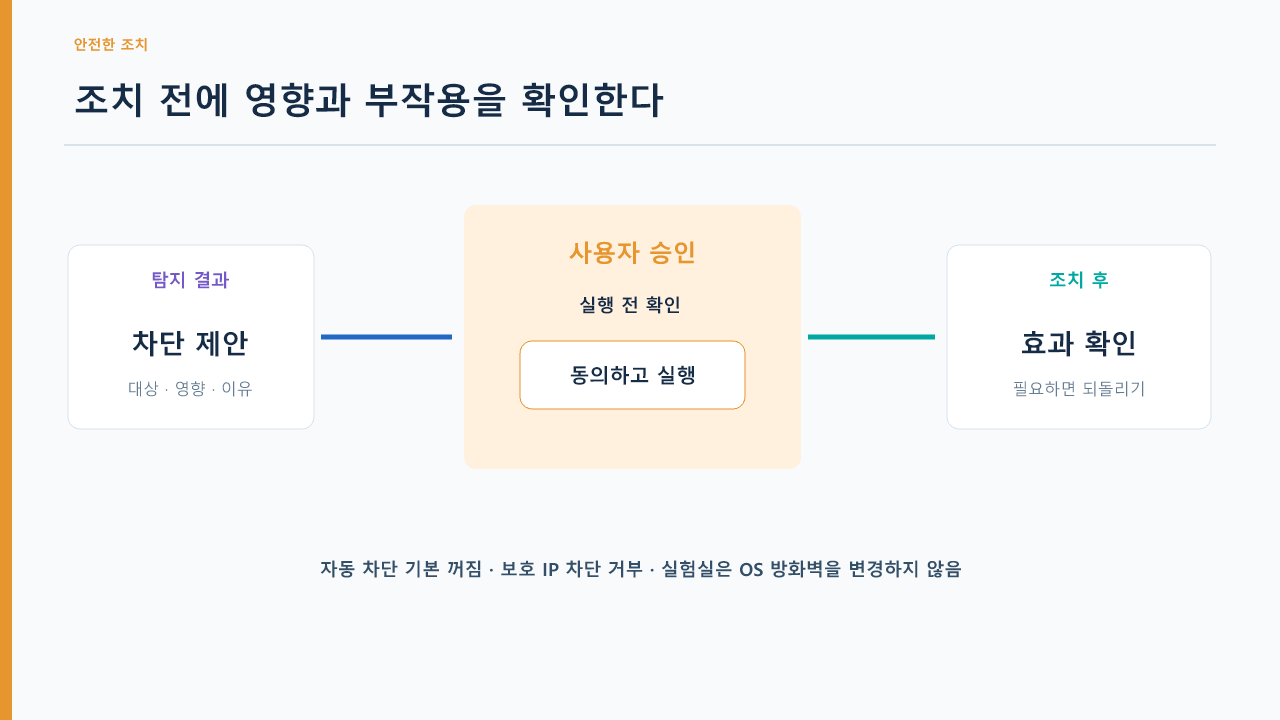 안전한 조치
조치 전에 영향과 부작용을 확인한다
탐지 결과
차단 제안
대상 · 영향 · 이유
사용자 승인
실행 전 확인
동의하고 실행
조치 후
효과 확인
필요하면 되돌리기
자동 차단 기본 꺼짐 · 보호 IP 차단 거부 · 실험실은 OS 방화벽을 변경하지 않음